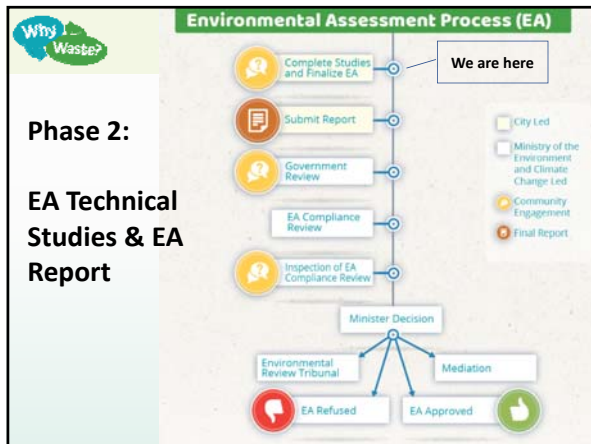 Why
Waste?
Environmental Assessment Process (EA)
Complete Studies
and Finalize EA
We are here
Phase 2:
EA Technical
Studies & EA
Report
Submit Report
Government
Review
EA Compliance
Review
Inspection of EA
Compliance Review
Minister Decision
Environmental
Review Tribunal
Mediation
EA Refused
EA Approved
City Led
Ministry of the
Environment
and Climate
Change Led
Community
Engagement
Final Report